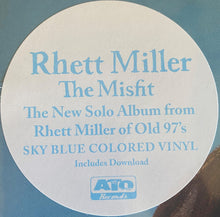 Rhett Miller
The Misfit
The New Solo Album from
Rhett Miller of Old 97's
SKY BLUE COLORED VINYL
Includes Download
ATO
Records